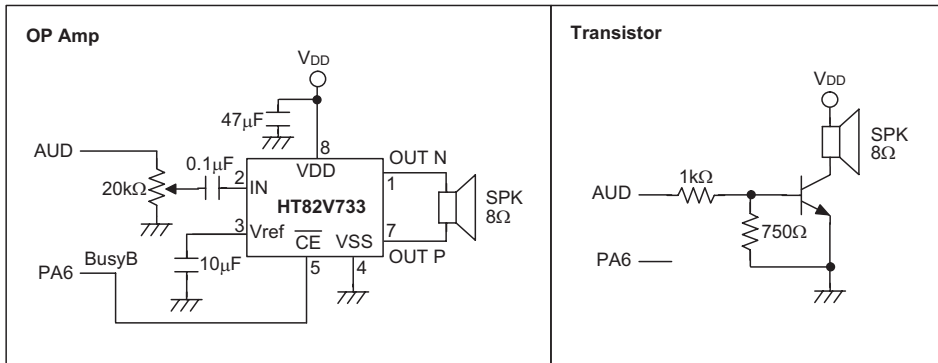 OP Amp
VDD
47µF
8
AUD
0.1µF
VDD
OUT N
2
IN
1
20kΩ
HT82V733
SPK
8Ω
3
Vref
CE
VSS
7
OUT P
BusyB
10µF
5
4
PA6
Transistor
VDD
SPK
8Ω
1kΩ
AUD
750Ω
PA6